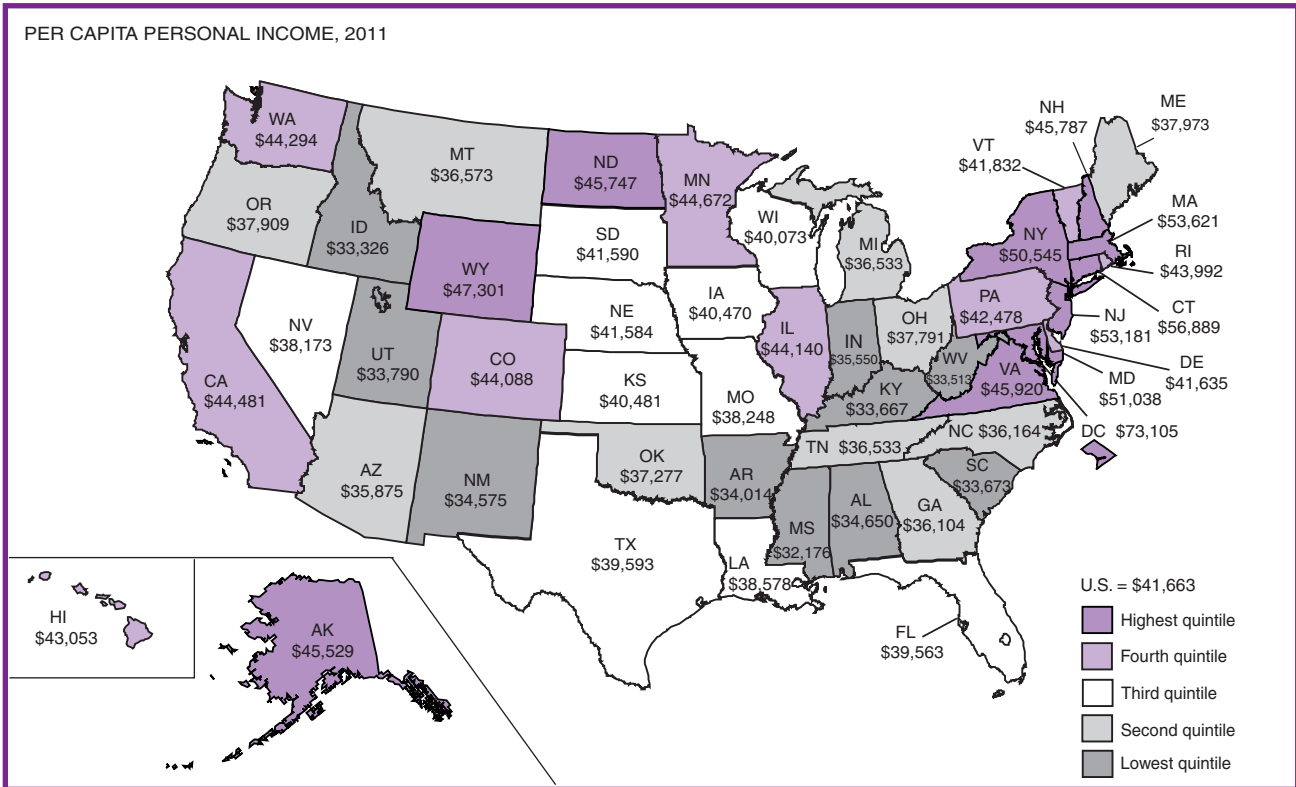 PER CAPITA PERSONAL INCOME, 2011
WA
$44,294
MT
$36,573
ND
$45,747
MN
$44,672
OR
$37,909
ID
$33,326
WY
$47,301
SD
$41,590
WI
$40,073
MI
$36,533
NH
$45,787
ME
$37,973
VT
$41,832
MA
$53,621
NY
$50,545
RI
$43,992
CT
$56,889
PA
$42,478
NJ
$53,181
DE
$41,635
MD
$51,038
DC $73,105
NV
$38,173
UT
$33,790
CO
$44,088
NE
$41,584
IA
$40,470
IL
$44,140
IN
$35,550
OH
$37,791
WV
$33,513
VA
$45,920
CA
$44,481
KS
$40,481
MO
$38,248
KY
$33,667
AZ
$35,875
NM
$34,575
OK
$37,277
AR
$34,014
TN $36,533
NC $36,164
SC
$33,673
MS
$32,176
AL
$34,650
GA
$36,104
TX
$39,593
LA
$38,578
FL
$39,563
HI
$43,053
AK
$45,529
U.S. = $41,663
Highest quintile
Fourth quintile
Third quintile
Second quintile
Lowest quintile